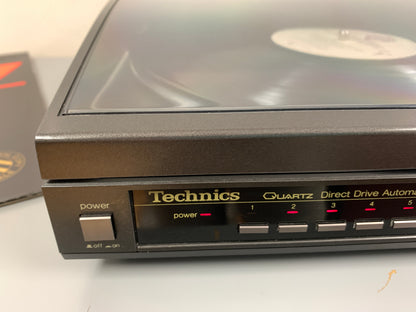 Technics QUARTZ Direct Drive Automa
power
power 1 2 3 4 5
off on